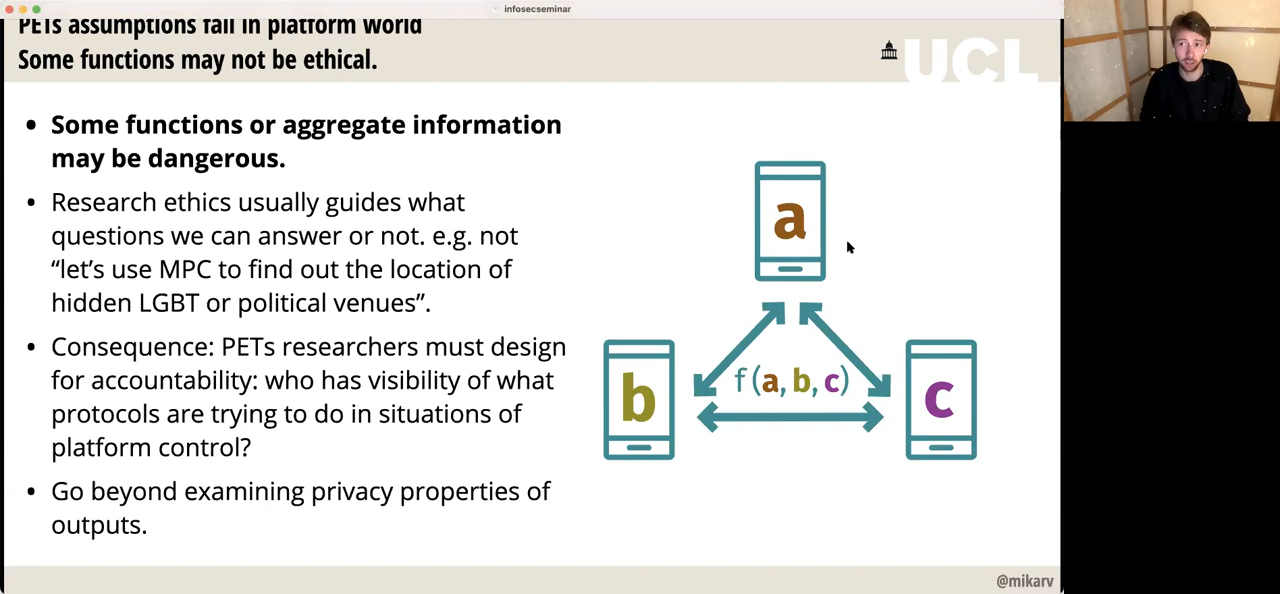 infosecseminar
PETs assumptions fail in platform world
Some functions may not be ethical.
UCL
• Some functions or aggregate information
may be dangerous.
• Research ethics usually guides what
questions we can answer or not. e.g. not
“let’s use MPC to find out the location of
hidden LGBT or political venues”.
• Consequence: PETs researchers must design
for accountability: who has visibility of what
protocols are trying to do in situations of
platform control?
• Go beyond examining privacy properties of
outputs.
a
b
f(a, b, c)
c
@mikarv